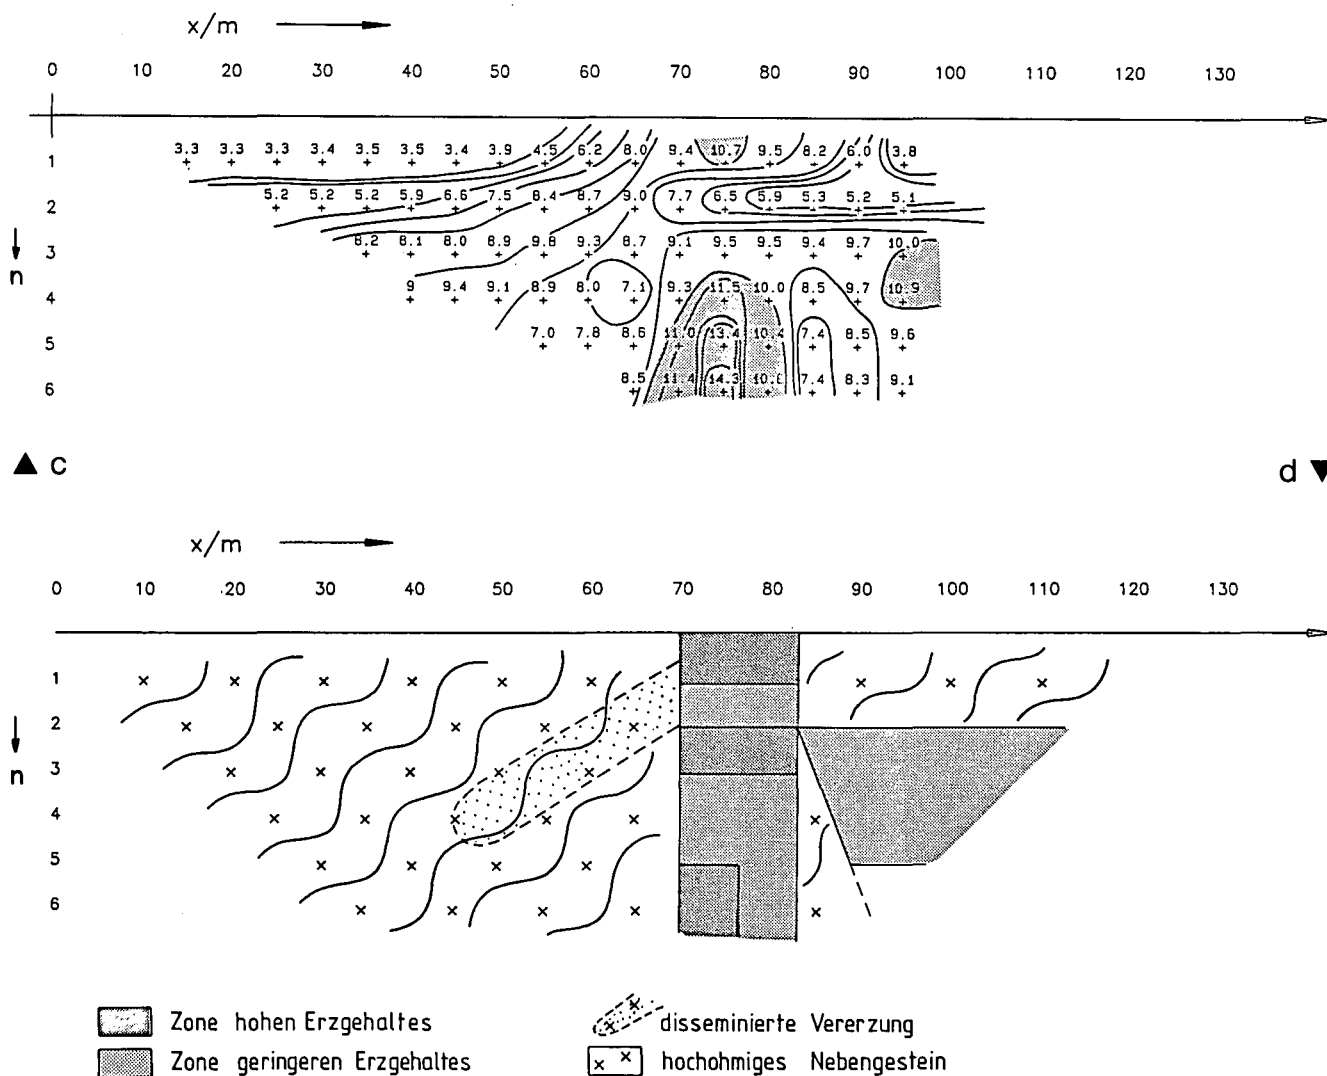 x/m
0 10 20 30 40 50 60 70 80 90 100 110 120 130
1 3.3 3.3 3.3 3.4 3.5 3.5 3.4 3.9 4.5 6.2 8.0 9.4 10.7 9.5 8.2 6.0 3.8
2 5.2 5.2 5.2 5.9 6.6 7.5 8.4 8.7 9.0 7.7 6.5 5.9 5.3 5.2 5.1
3 8.2 8.1 8.0 8.9 9.8 9.3 8.7 9.1 9.5 9.5 9.4 9.7 10.0
n
4 9 9.4 9.1 8.9 8.0 7.1 9.3 11.5 10.0 8.5 9.7 10.9
5 7.0 7.8 8.6 11.0 13.4 10.4 7.4 8.5 9.6
6 8.5 11.4 14.3 7.4 8.3 9.1
▲ c d ▼
x/m
0 10 20 30 40 50 60 70 80 90 100 110 120 130
1
2
n
3
4
5
6
Zone hohen Erzgehaltes
disseminierte Vererzung
Zone geringeren Erzgehaltes
hochohmiges Nebengestein